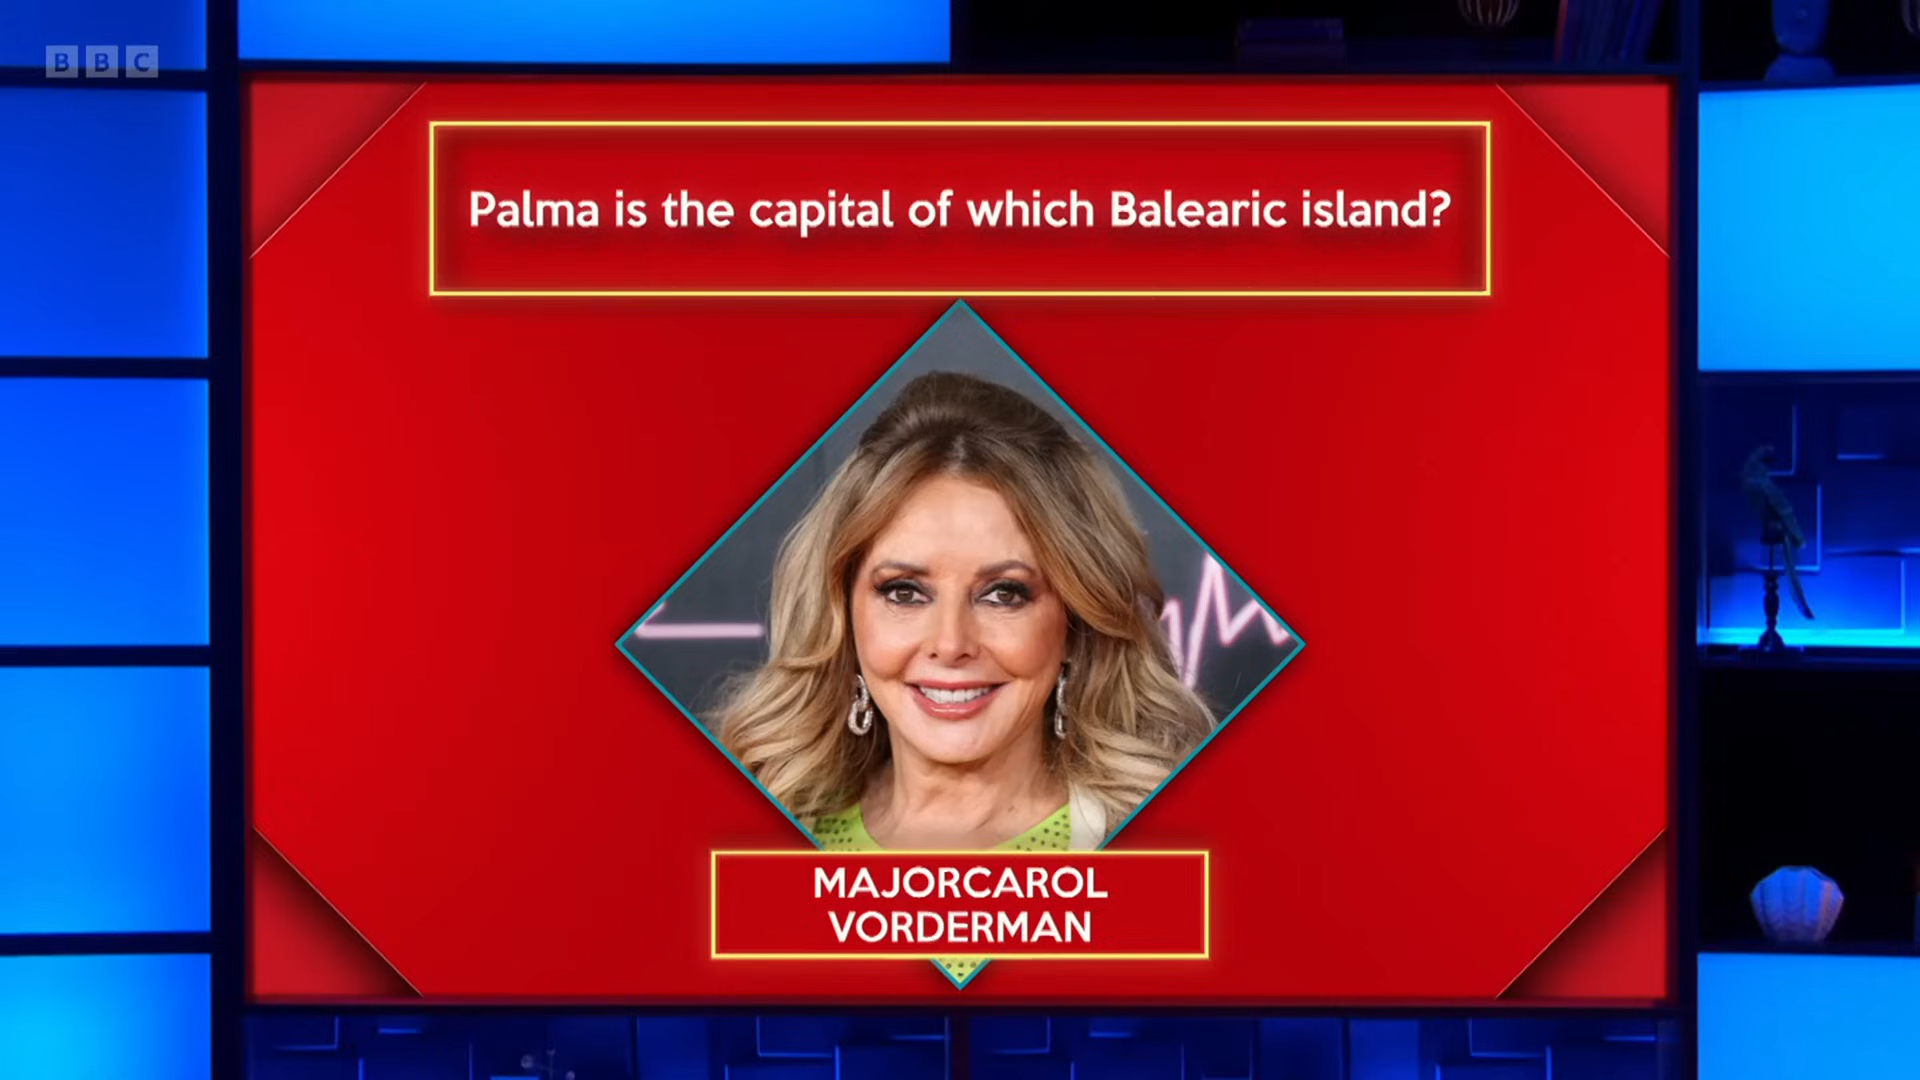 BBC
Palma is the capital of which Balearic island?
MAJORCAROL
VORDERMAN